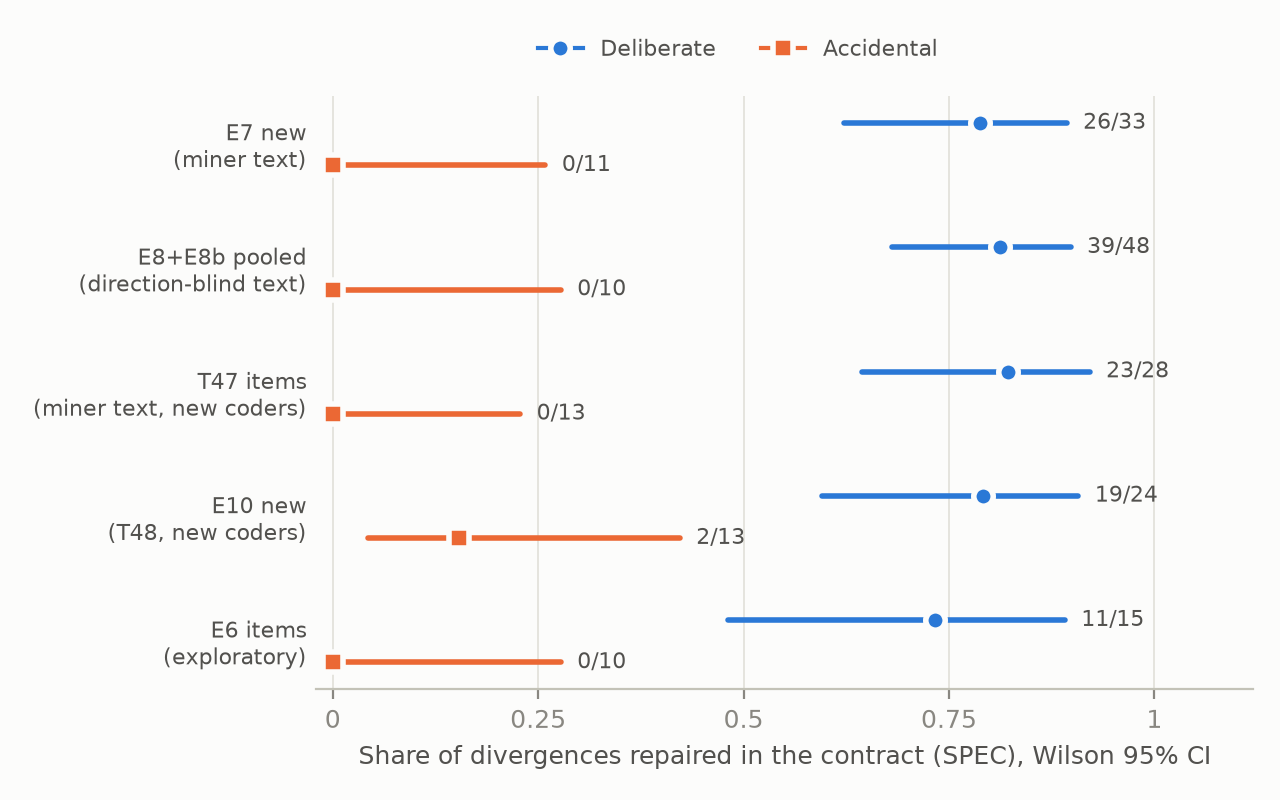 Deliberate Accidental
E7 new
(miner text)
26/33
0/11
E8+E8b pooled
(direction-blind text)
39/48
0/10
T47 items
(miner text, new coders)
23/28
0/13
E10 new
(T48, new coders)
19/24
2/13
E6 items
(exploratory)
11/15
0/10
0 0.25 0.5 0.75 1
Share of divergences repaired in the contract (SPEC), Wilson 95% CI